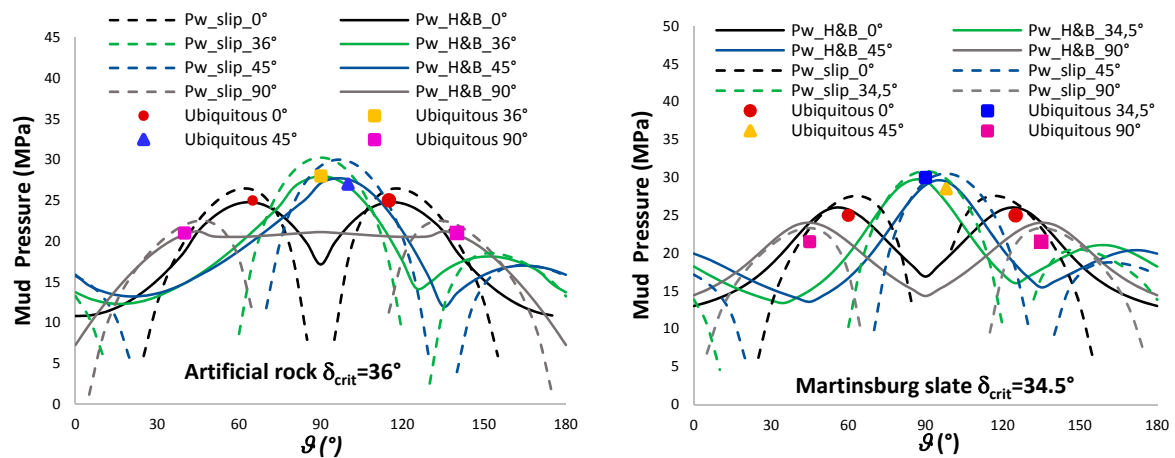 Pw_slip_0° Pw_H&B_0°
Pw_slip_36° Pw_H&B_36°
Pw_slip_45° Pw_H&B_45°
Pw_slip_90° Pw_H&B_90°
Ubiquitous 0° Ubiquitous 36°
Ubiquitous 45° Ubiquitous 90°
Mud Pressure (MPa)
45
40
35
30
25
20
15
10
5
0
Artificial rock δcrit=36°
0 30 60 90 120 150 180
ϑ (°)
Pw_H&B_0° Pw_H&B_34,5°
Pw_H&B_45° Pw_H&B_90°
Pw_slip_0° Pw_slip_45°
Pw_slip_34,5° Pw_slip_90°
Ubiquitous 0° Ubiquitous 34,5°
Ubiquitous 45° Ubiquitous 90°
Mud Pressure (MPa)
50
45
40
35
30
25
20
15
10
5
0
Martinsburg slate δcrit=34.5°
0 30 60 90 120 150 180
ϑ (°)